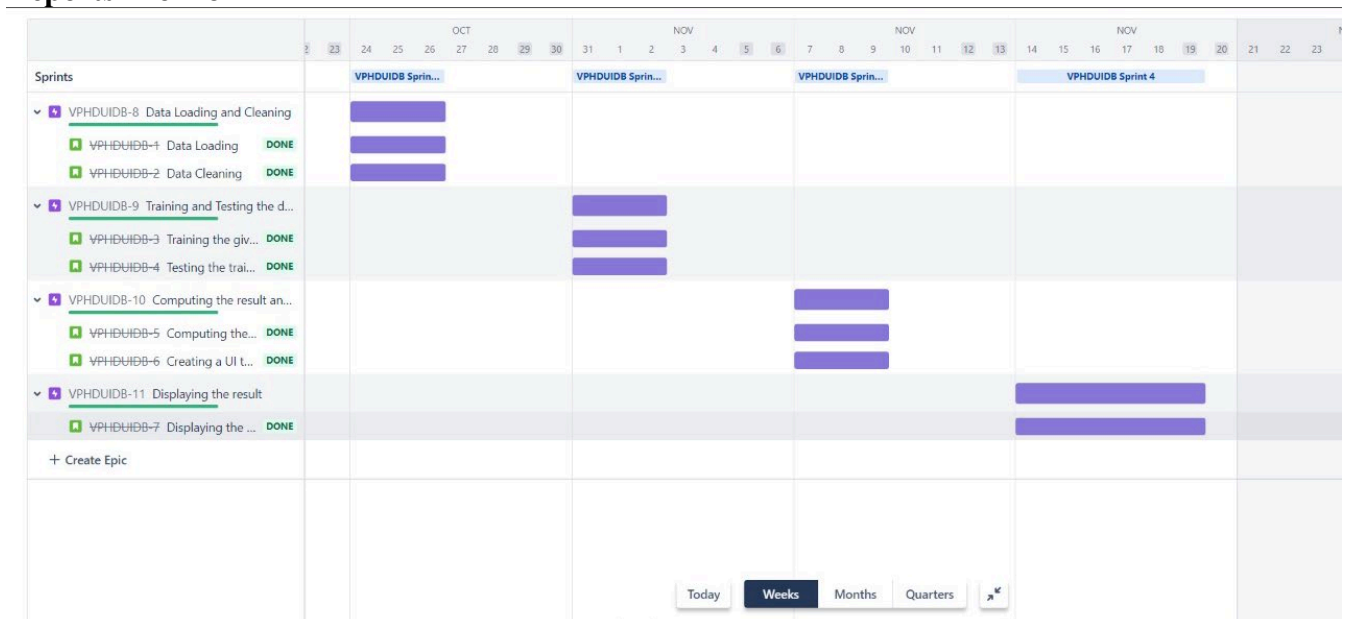 OCT NOV NOV NOV
23 24 25 26 27 28 29 30 31 1 2 3 4 5 6 7 8 9 10 11 12 13 14 15 16 17 18 19 20 21 22 23
Sprints VPHDUIDB Sprin... VPHDUIDB Sprin... VPHDUIDB Sprin... VPHDUIDB Sprint 4
VPHDUIDB-8 Data Loading and Cleaning
VPHDUIDB-1 Data Loading DONE
VPHDUIDB-2 Data Cleaning DONE
VPHDUIDB-9 Training and Testing the d...
VPHDUIDB-3 Training the giv... DONE
VPHDUIDB-4 Testing the trai... DONE
VPHDUIDB-10 Computing the result an...
VPHDUIDB-5 Computing the... DONE
VPHDUIDB-6 Creating a UI t... DONE
VPHDUIDB-11 Displaying the result
VPHDUIDB-7 Displaying the ... DONE
+ Create Epic
Today Weeks Months Quarters